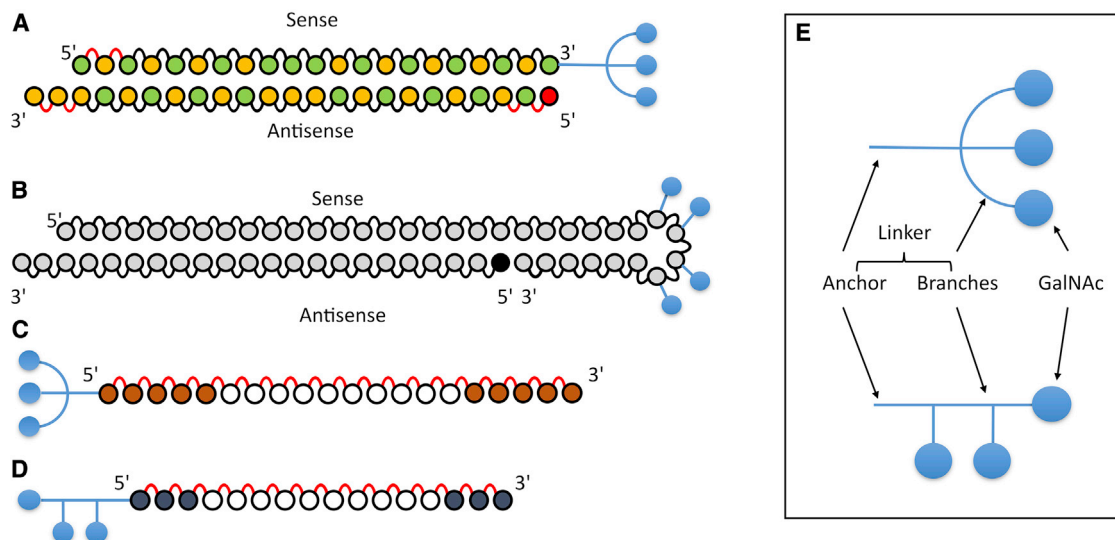 A
Sense
5'
3'
3'
Antisense
5'
B
Sense
5'
3'
5' 3'
Antisense
C
5'
3'
D
5'
3'
E
Linker
Anchor Branches GalNAc